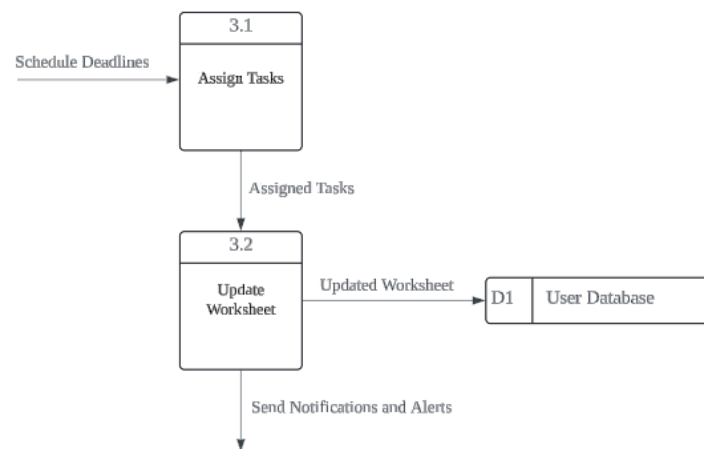 3.1
Schedule Deadlines
Assign Tasks
Assigned Tasks
3.2
Update
Worksheet
Updated Worksheet
D1
User Database
Send Notifications and Alerts